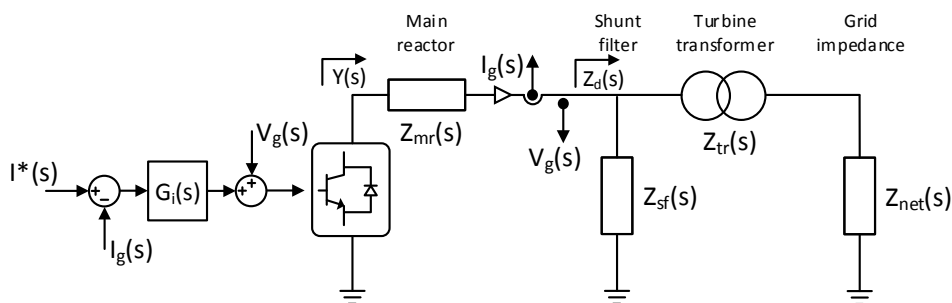 Main
reactor
Shunt
filter
Turbine
transformer
Grid
impedance
Y(s)
I_g(s)
Z_d(s)
Z_mr(s)
V_g(s)
Z_tr(s)
V_g(s)
I*(s)
+
-
G_i(s)
+
+
I_g(s)
Z_sf(s)
Z_net(s)